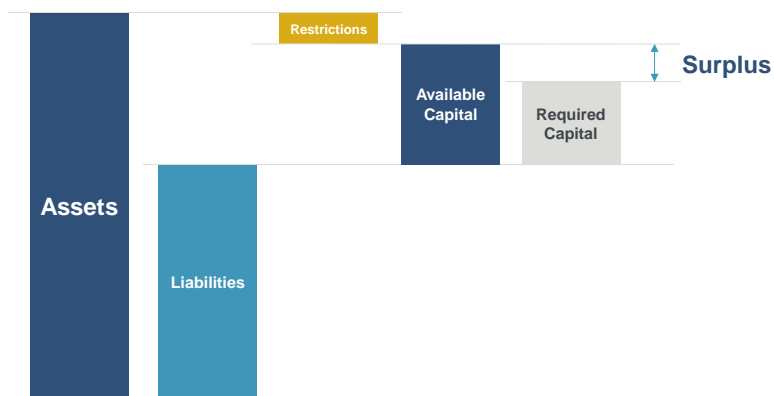 Restrictions
Surplus
Available
Capital
Required
Capital
Assets
Liabilities